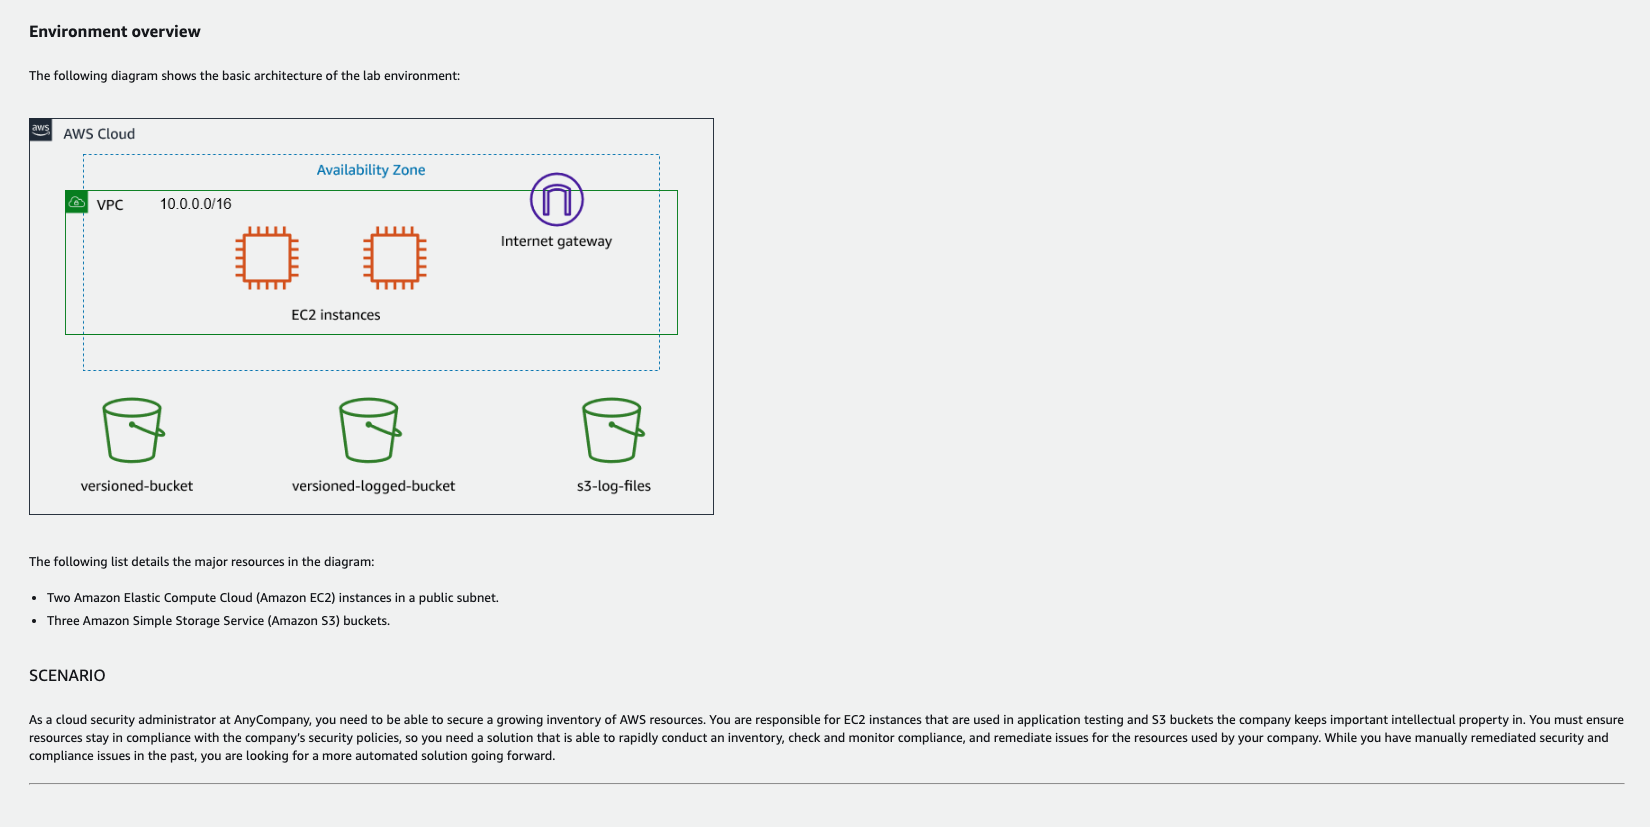 Environment overview
The following diagram shows the basic architecture of the lab environment:
aws
AWS Cloud
Availability Zone
VPC 10.0.0.0/16
Internet gateway
EC2 instances
versioned-bucket versioned-logged-bucket s3-log-files
The following list details the major resources in the diagram:
• Two Amazon Elastic Compute Cloud (Amazon EC2) instances in a public subnet.
• Three Amazon Simple Storage Service (Amazon S3) buckets.
SCENARIO
As a cloud security administrator at AnyCompany, you need to be able to secure a growing inventory of AWS resources. You are responsible for EC2 instances that are used in application testing and S3 buckets the company keeps important intellectual property in. You must ensure
resources stay in compliance with the company's security policies, so you need a solution that is able to rapidly conduct an inventory, check and monitor compliance, and remediate issues for the resources used by your company. While you have manually remediated security and
compliance issues in the past, you are looking for a more automated solution going forward.